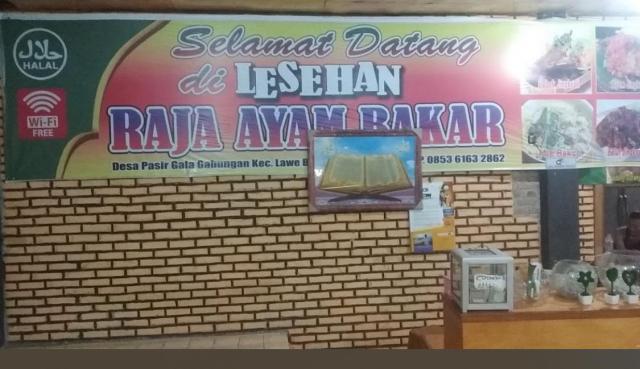 حلال
HALAL
Wi-Fi
FREE
Selamat Datang
di LESEHAN
RAJA AYAM BAKAR
Desa Pasir Gala Gabungan Kec. Lawe
0853 6163 2862